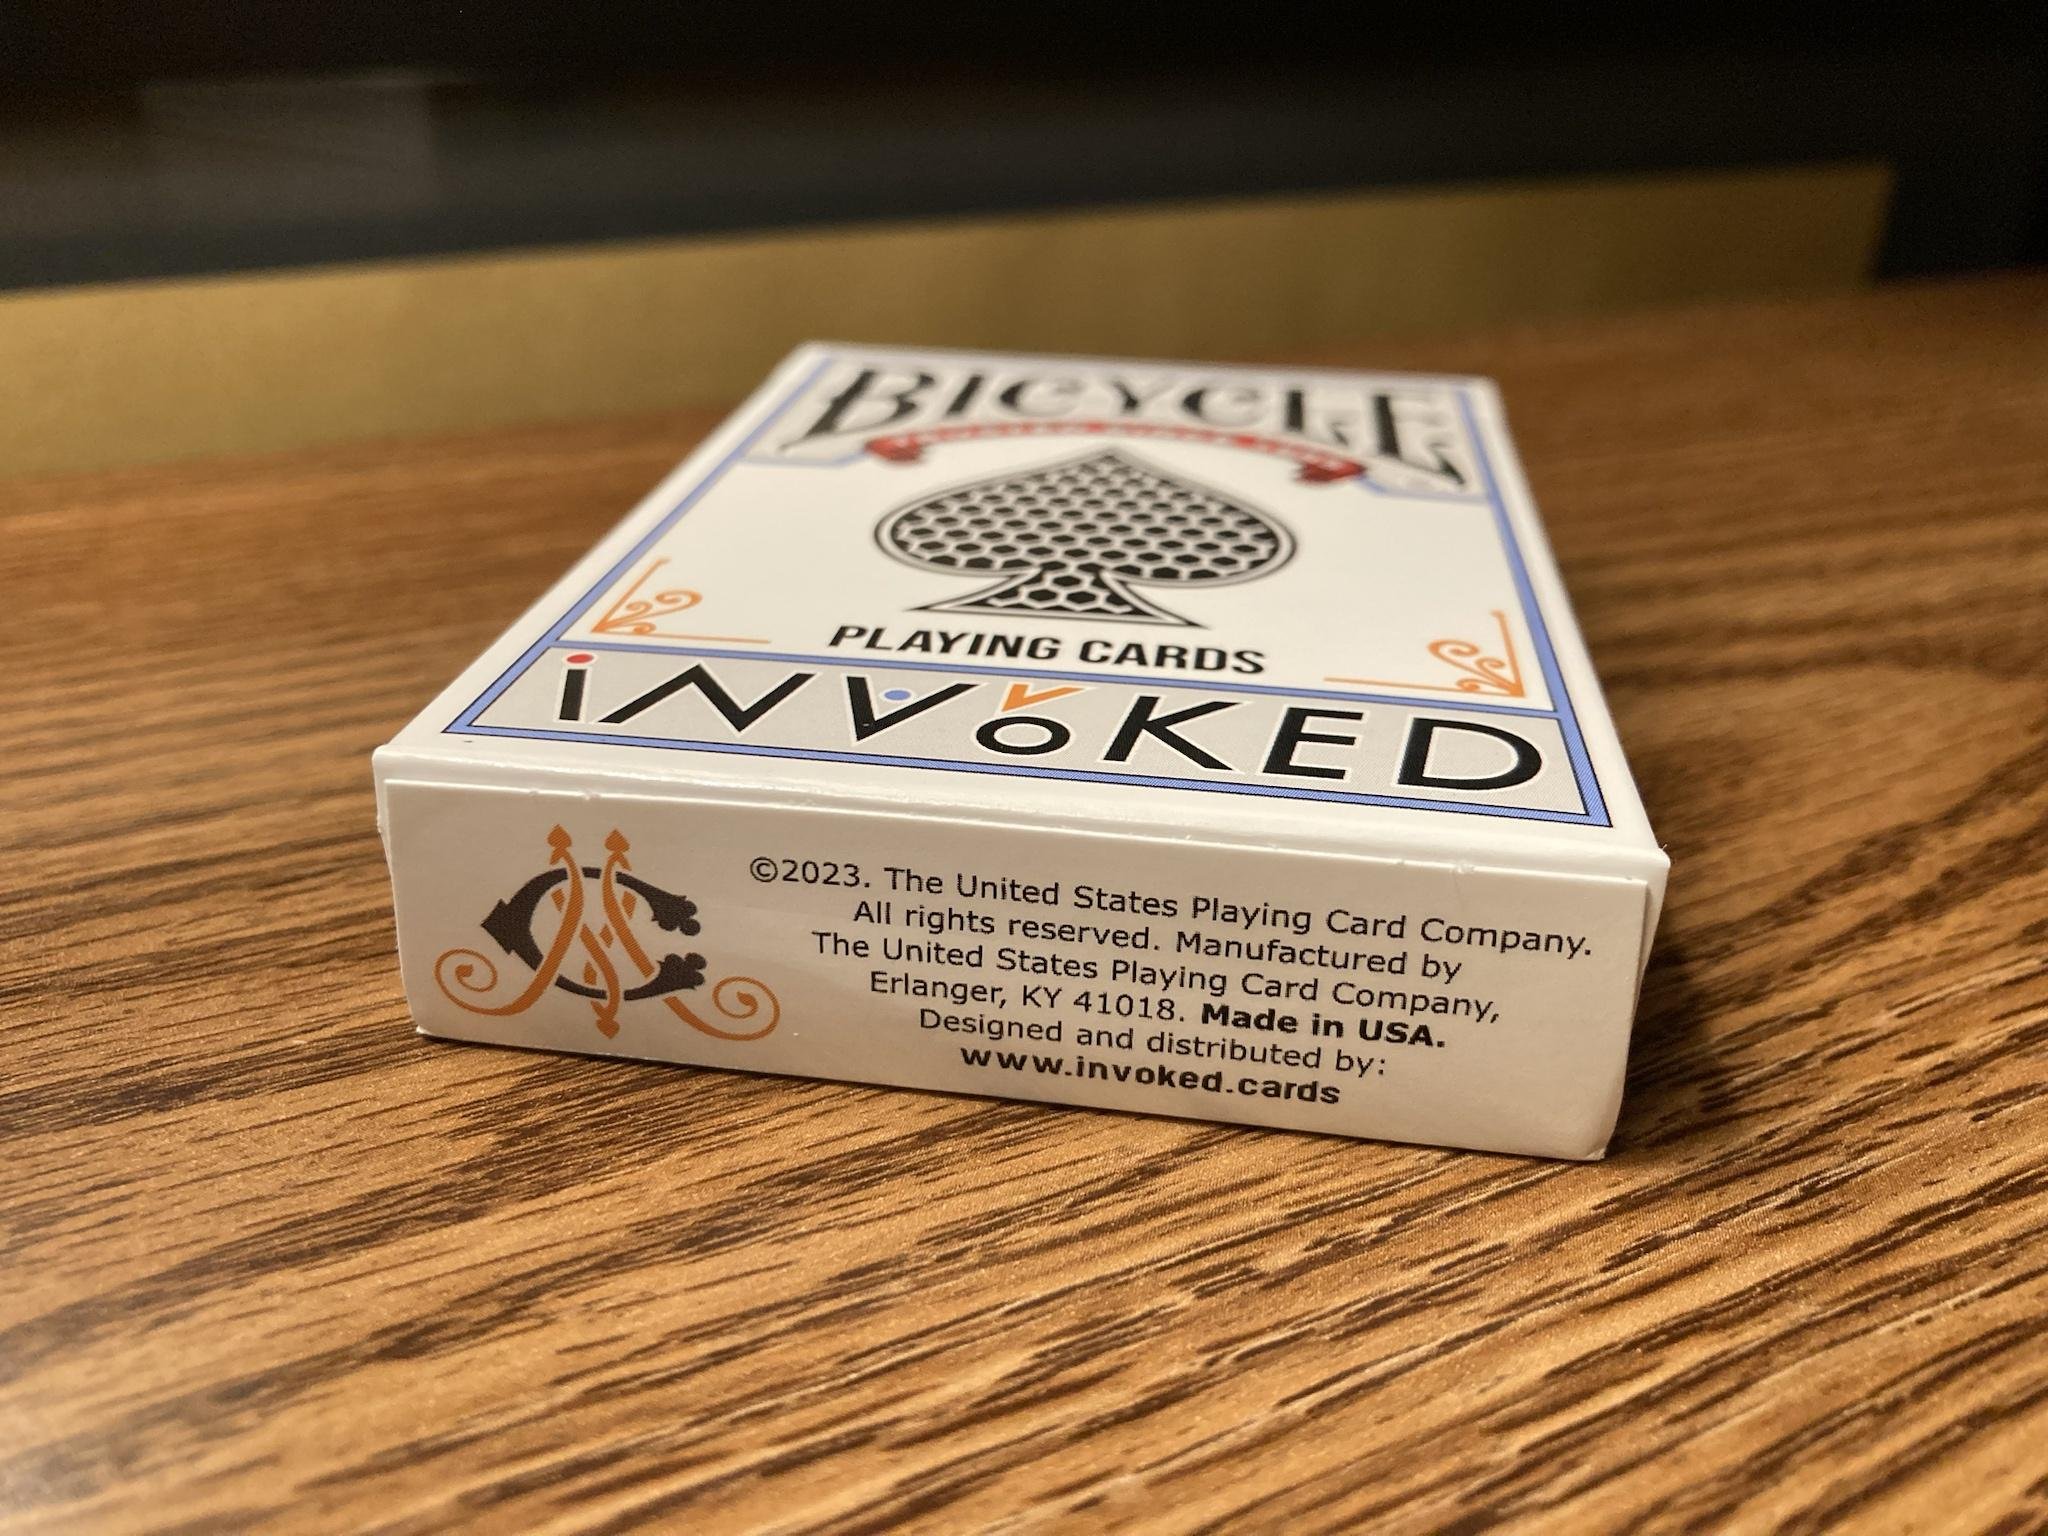 BICYCLE
PLAYING CARDS
iNVOKED
©2023. The United States Playing Card Company.
All rights reserved. Manufactured by
The United States Playing Card Company,
Erlanger, KY 41018. Made in USA.
Designed and distributed by:
www.invoked.cards